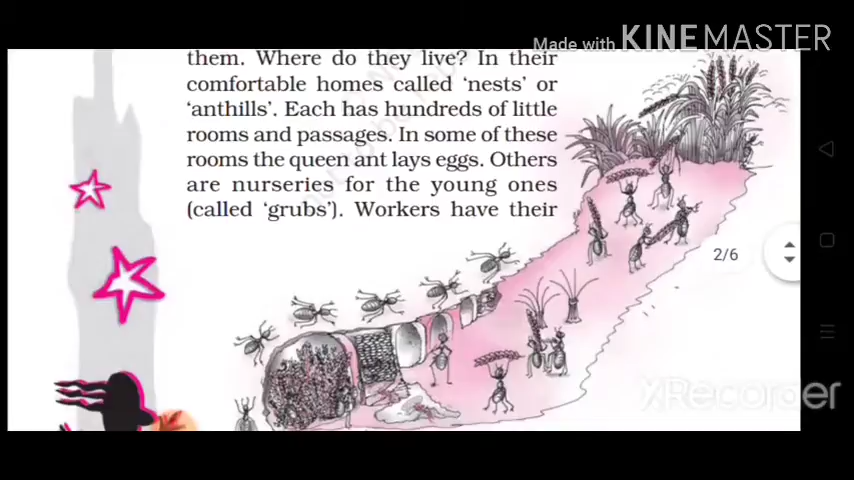 Made with KINEMASTER
them. Where do they live? In their
comfortable homes called ‘nests’ or
‘anthills’. Each has hundreds of little
rooms and passages. In some of these
rooms the queen ant lays eggs. Others
are nurseries for the young ones
(called ‘grubs’). Workers have their
2/6
XRecorder